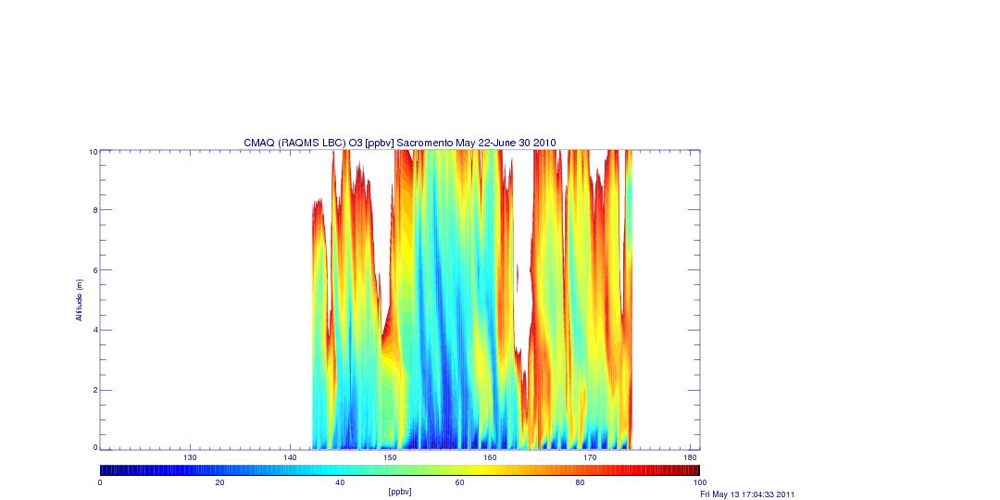 CMAQ (RAQMS LBC) O3 [ppbv] Sacromento May 22-June 30 2010
10
8
6
4
2
0
Altitude (m)
130 140 150 160 170 180
0 20 40 60 80 100
[ppbv]
Fri May 13 17:04:33 2011